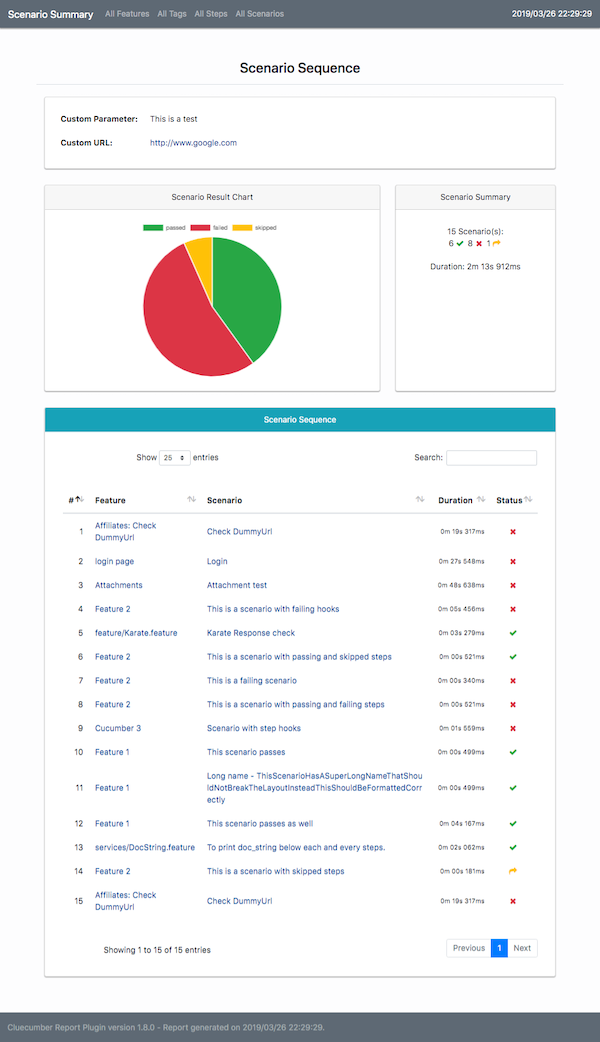 Scenario Summary All Features All Tags All Steps All Scenarios 2019/03/26 22:29:29
Scenario Sequence
Custom Parameter: This is a test
Custom URL: http://www.google.com
Scenario Result Chart
passed failed skipped
Scenario Summary
15 Scenario(s):
6 ✔ 8 ✖ 1
Duration: 2m 13s 912ms
Scenario Sequence
Show 25 entries Search:
# Feature Scenario Duration Status
1 Affiliates: Check DummyUrl Check DummyUrl 0m 19s 317ms ✖
2 login page Login 0m 27s 548ms ✖
3 Attachments Attachment test 0m 48s 638ms ✖
4 Feature 2 This is a scenario with failing hooks 0m 05s 456ms ✖
5 feature/Karate.feature Karate Response check 0m 03s 279ms ✔
6 Feature 2 This is a scenario with passing and skipped steps 0m 00s 521ms ✔
7 Feature 2 This is a failing scenario 0m 00s 340ms ✖
8 Feature 2 This is a scenario with passing and failing steps 0m 00s 521ms ✖
9 Cucumber 3 Scenario with step hooks 0m 01s 559ms ✖
10 Feature 1 This scenario passes 0m 00s 499ms ✔
11 Feature 1 Long name - ThisScenarioHasASuperLongNameThatShou
ldNotBreakTheLayoutInsteadThisShouldBeFormattedCorr
ectly 0m 00s 499ms ✔
12 Feature 1 This scenario passes as well 0m 04s 167ms ✔
13 services/DocString.feature To print doc_string below each and every steps. 0m 02s 062ms ✔
14 Feature 2 This is a scenario with skipped steps 0m 00s 181ms
15 Affiliates: Check DummyUrl Check DummyUrl 0m 19s 317ms ✖
Showing 1 to 15 of 15 entries Previous 1 Next
Cluecumber Report Plugin version 1.8.0 - Report generated on 2019/03/26 22:29:29.